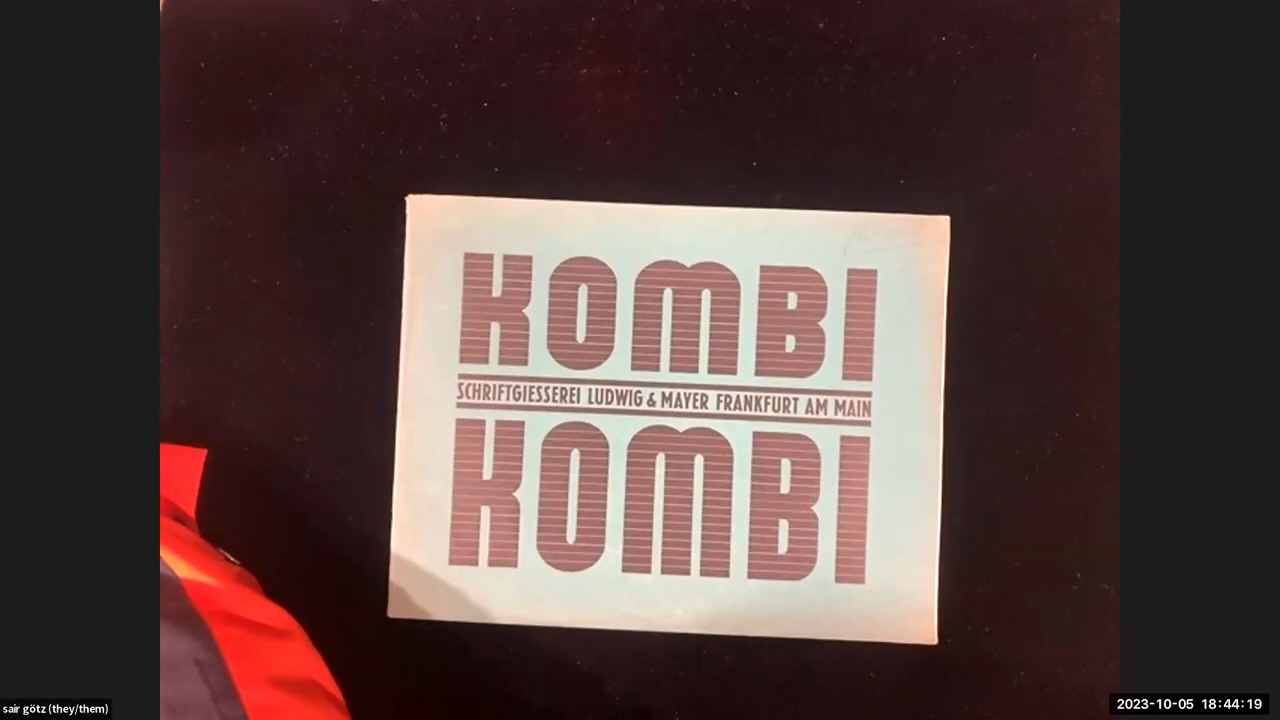 KOMBI
SCHRIFTGIESSEREI LUDWIG & MAYER FRANKFURT AM MAIN
KOMBI
sair götz (they/them)
2023-10-05 18:44:19